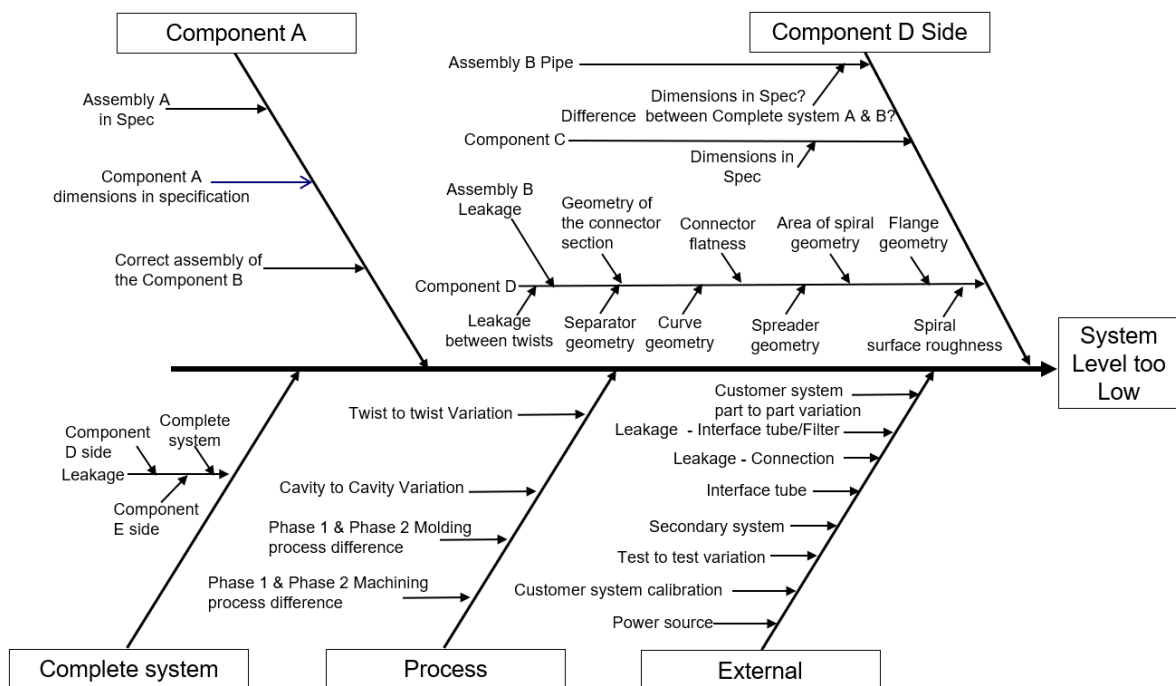 Component A
Component D Side
Assembly B Pipe
Assembly A
in Spec
Dimensions in Spec?
Difference between Complete system A & B?
Component C
Dimensions in
Spec
Component A
dimensions in specification
Assembly B
Leakage
Geometry of
the connector
section
Connector
flatness
Area of spiral
geometry
Flange
geometry
Correct assembly of
the Component B
Component D
Leakage
between twists
Separator
geometry
Curve
geometry
Spreader
geometry
Spiral
surface roughness
System
Level too
Low
Customer system
part to part variation
Twist to twist Variation
Leakage - Interface tube/Filter
Component
D side
Complete
system
Leakage
Component
E side
Leakage - Connection
Cavity to Cavity Variation
Interface tube
Phase 1 & Phase 2 Molding
process difference
Secondary system
Test to test variation
Phase 1 & Phase 2 Machining
process difference
Customer system calibration
Power source
Complete system
Process
External